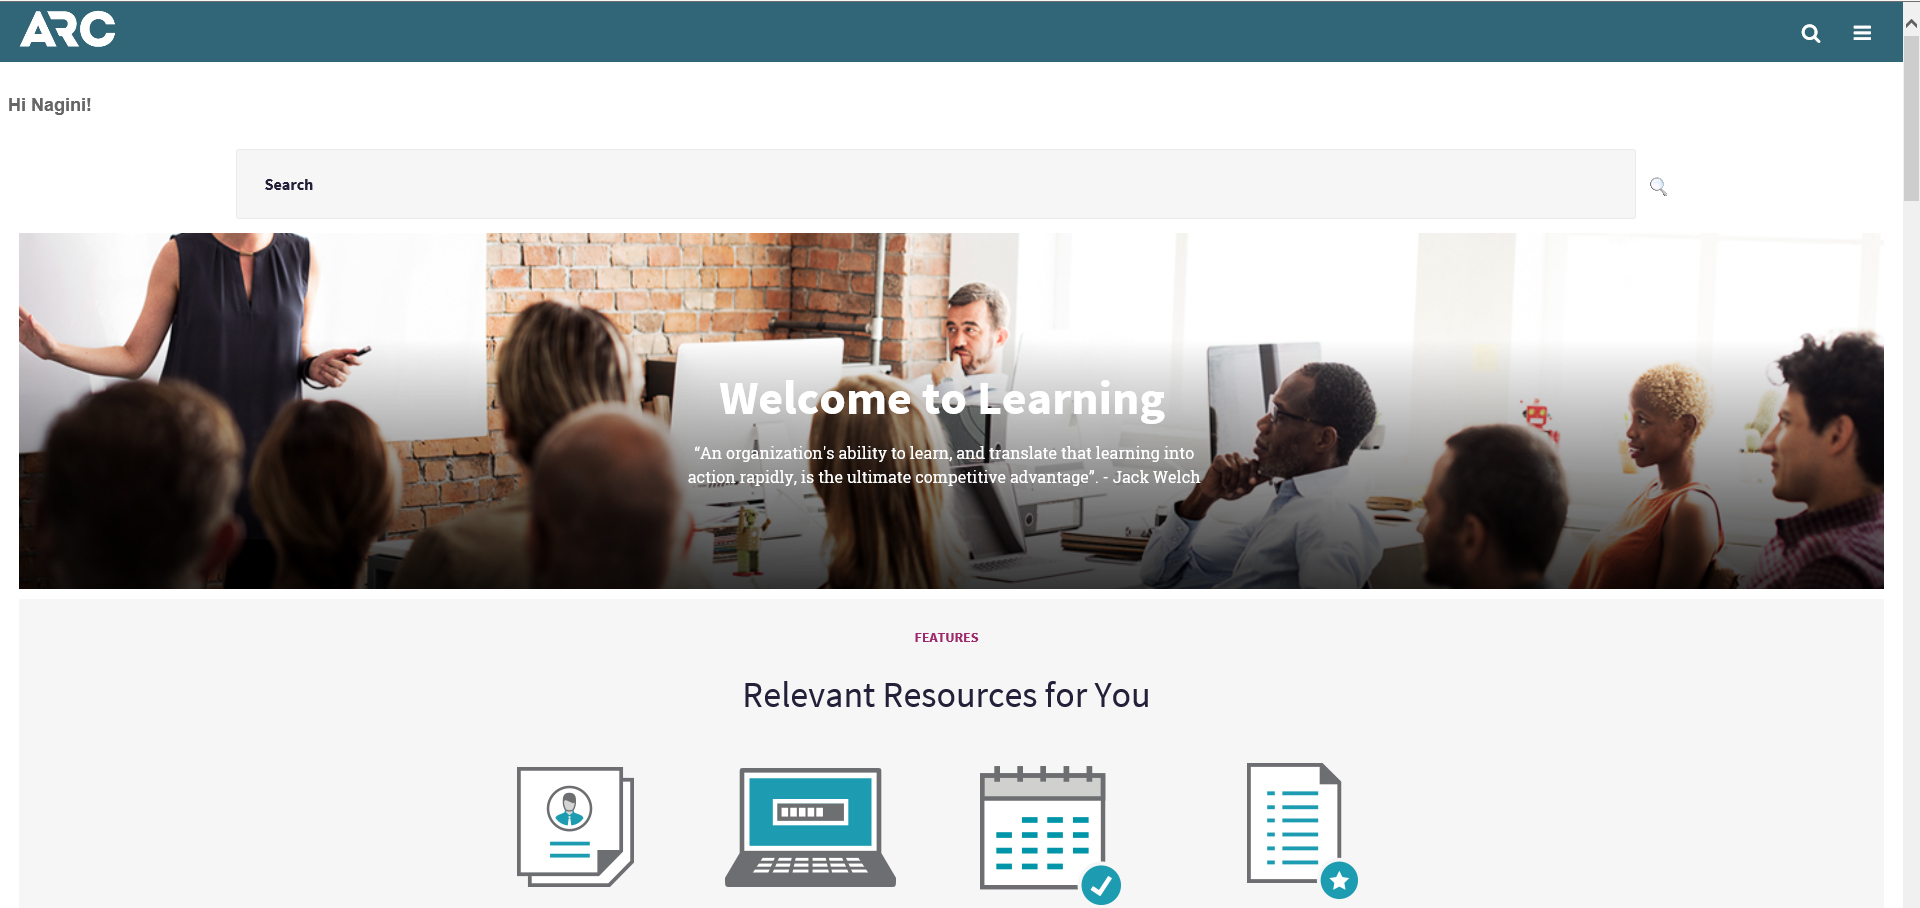 ARC
Hi Nagini!
Search
Welcome to Learning
“An organization's ability to learn, and translate that learning into
action rapidly, is the ultimate competitive advantage”. - Jack Welch
FEATURES
Relevant Resources for You